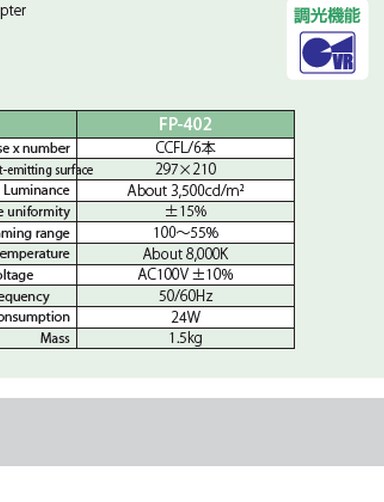 pter
調光機能
VR
FP-402
se x number CCFL/6本
t-emitting surface 297×210
Luminance About 3,500cd/m²
e uniformity ±15%
ming range 100～55%
emperature About 8,000K
oltage AC100V ±10%
equency 50/60Hz
onsumption 24W
Mass 1.5kg